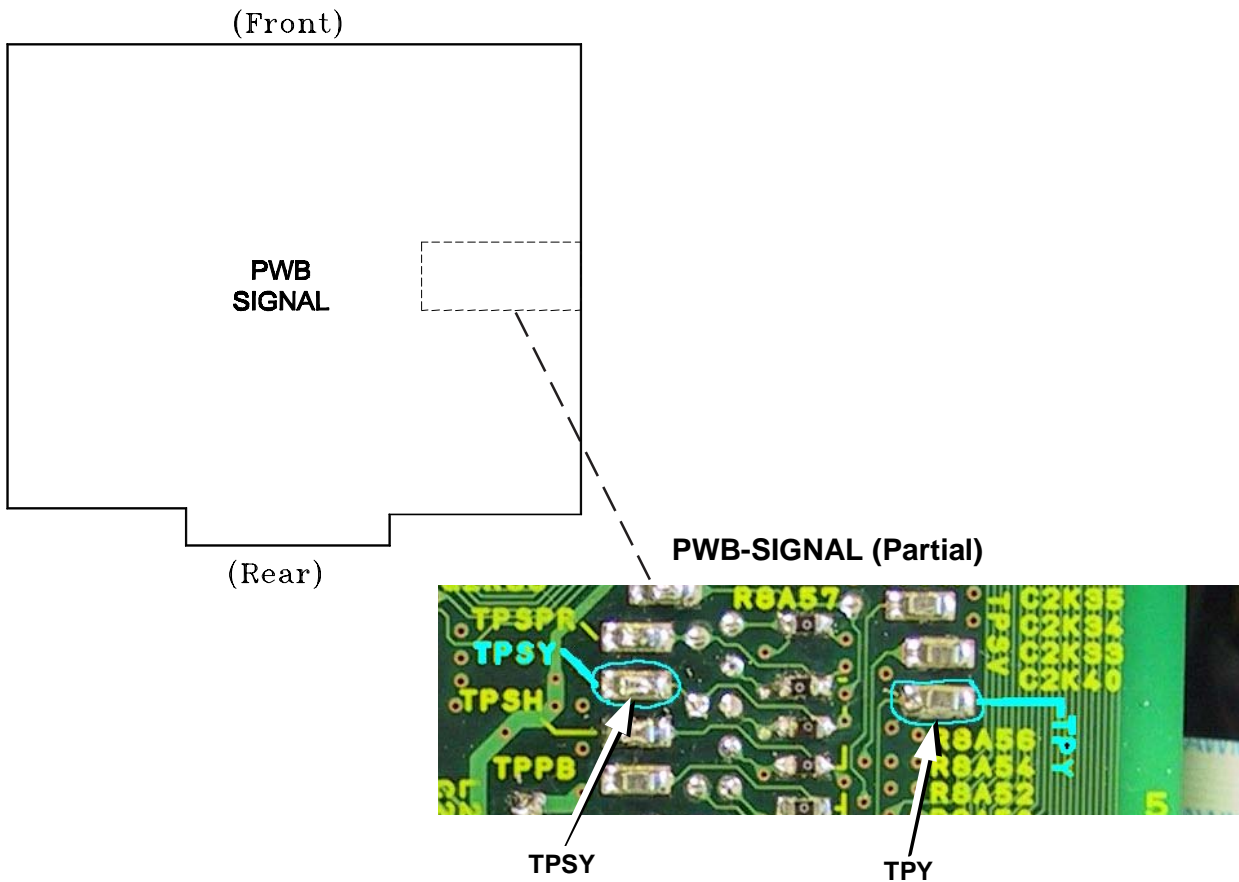 (Front)
PWB
SIGNAL
(Rear)
PWB-SIGNAL (Partial)
R8A57
TPSPR
TPSY
TPSH
TPPB
TPSV
C2K35
C2K34
C2K33
C2K40
TPY
R8A56
R8A54
R8A52
5
TPSY
TPY